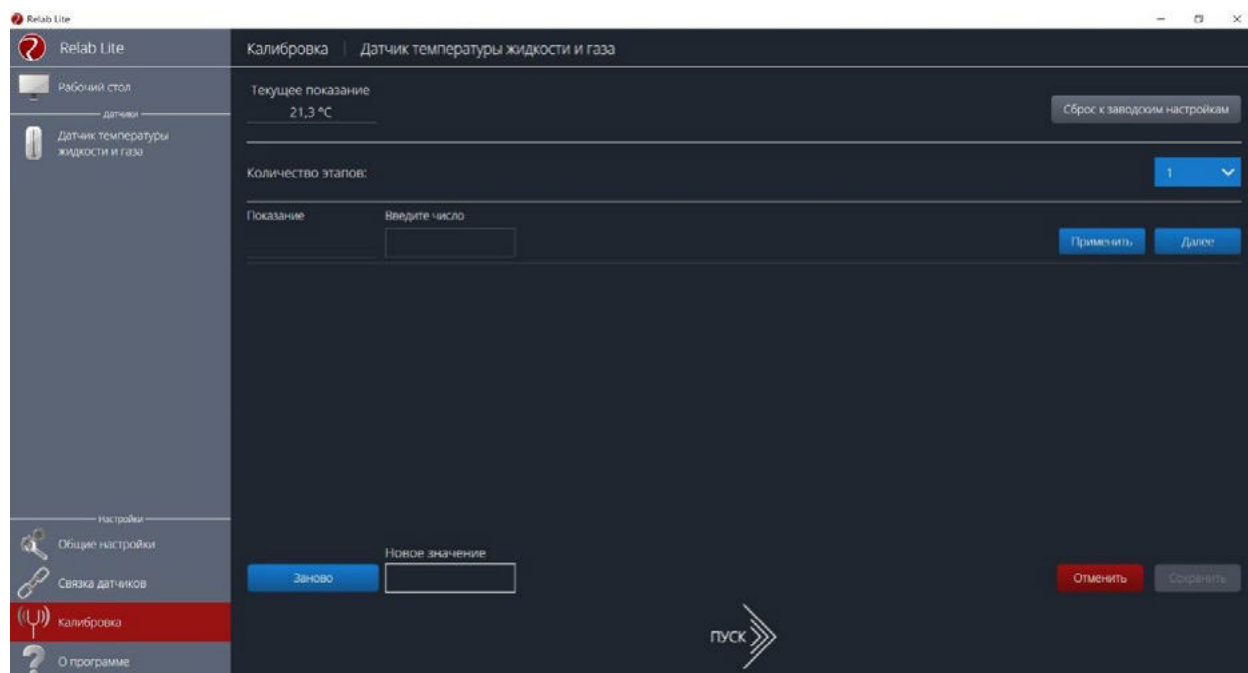 Relab Lite
Relab Lite
Рабочий стол
Датчики
Датчик температуры
жидкости и газа
Настройки
Общие настройки
Связка датчиков
Калибровка
О программе
Калибровка | Датчик температуры жидкости и газа
Текущее показание
21,3 °C
Сброс к заводским настройкам
Количество этапов:
1
Показание
Введите число
Применить
Далее
Новое значение
Заново
Отменить
Сохранить
ПУСК